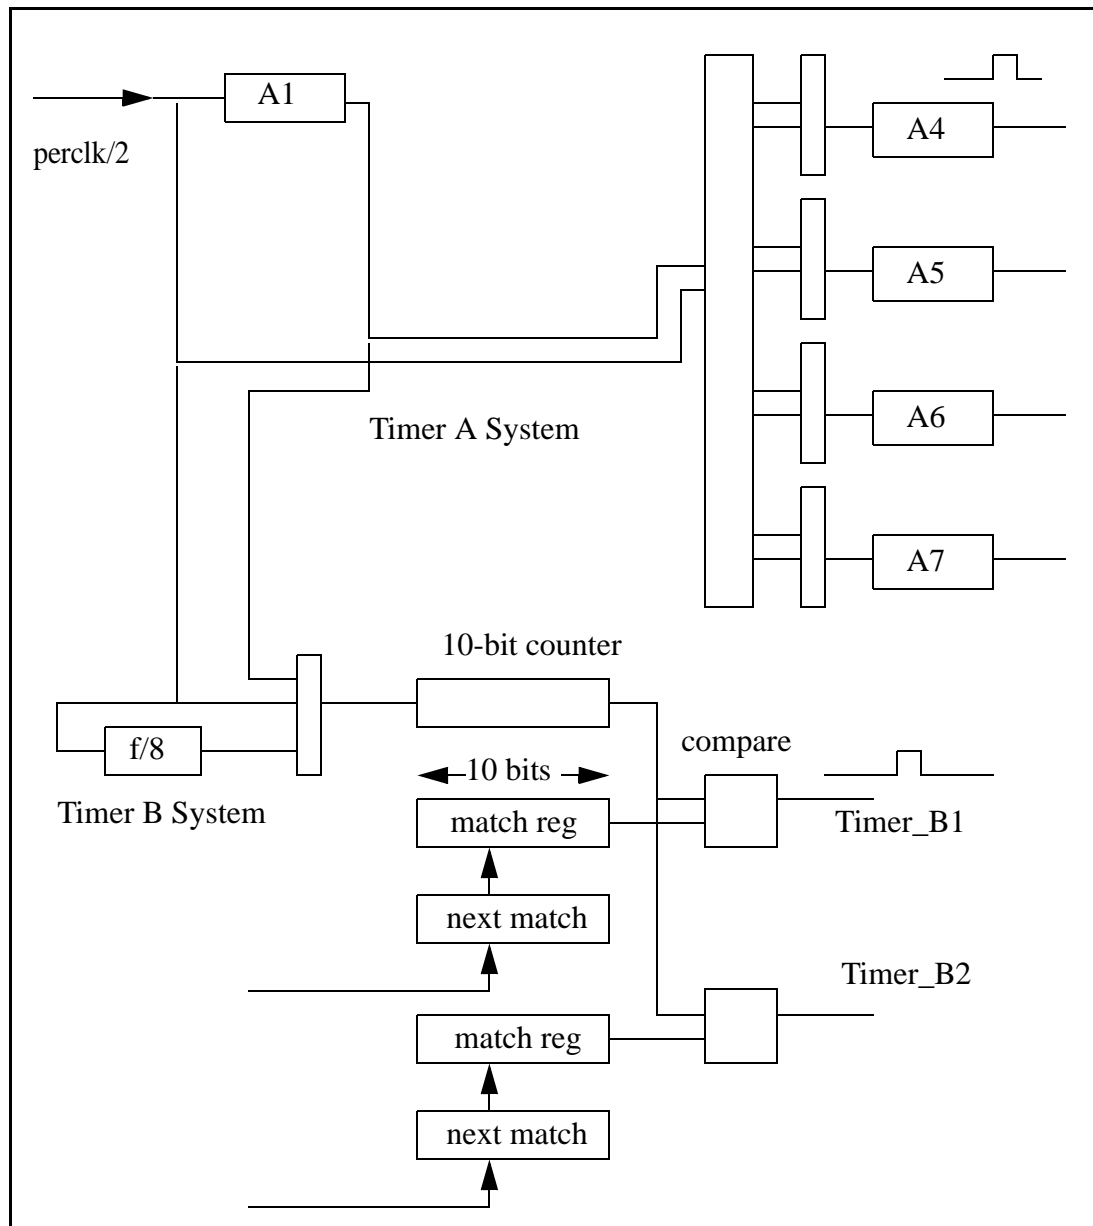 A1
perclk/2
A4
A5
A6
A7
Timer A System
10-bit counter
f/8
Timer B System
compare
10 bits
match reg
next match
Timer_B1
Timer_B2
match reg
next match